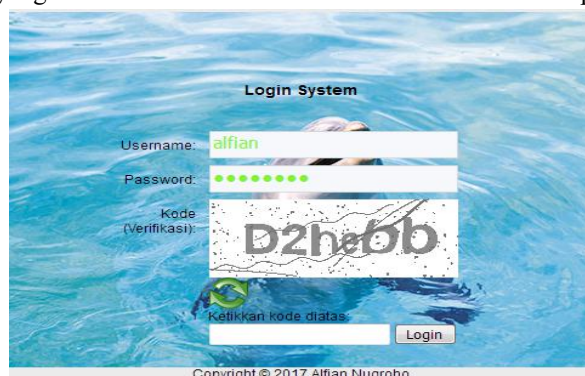 Login System
Username: alfian
Password: ••••••••
Kode
(Verifikasi): D2hebb
Ketikkan kode diatas
Login
Copyright © 2017 Alfian Nugroho